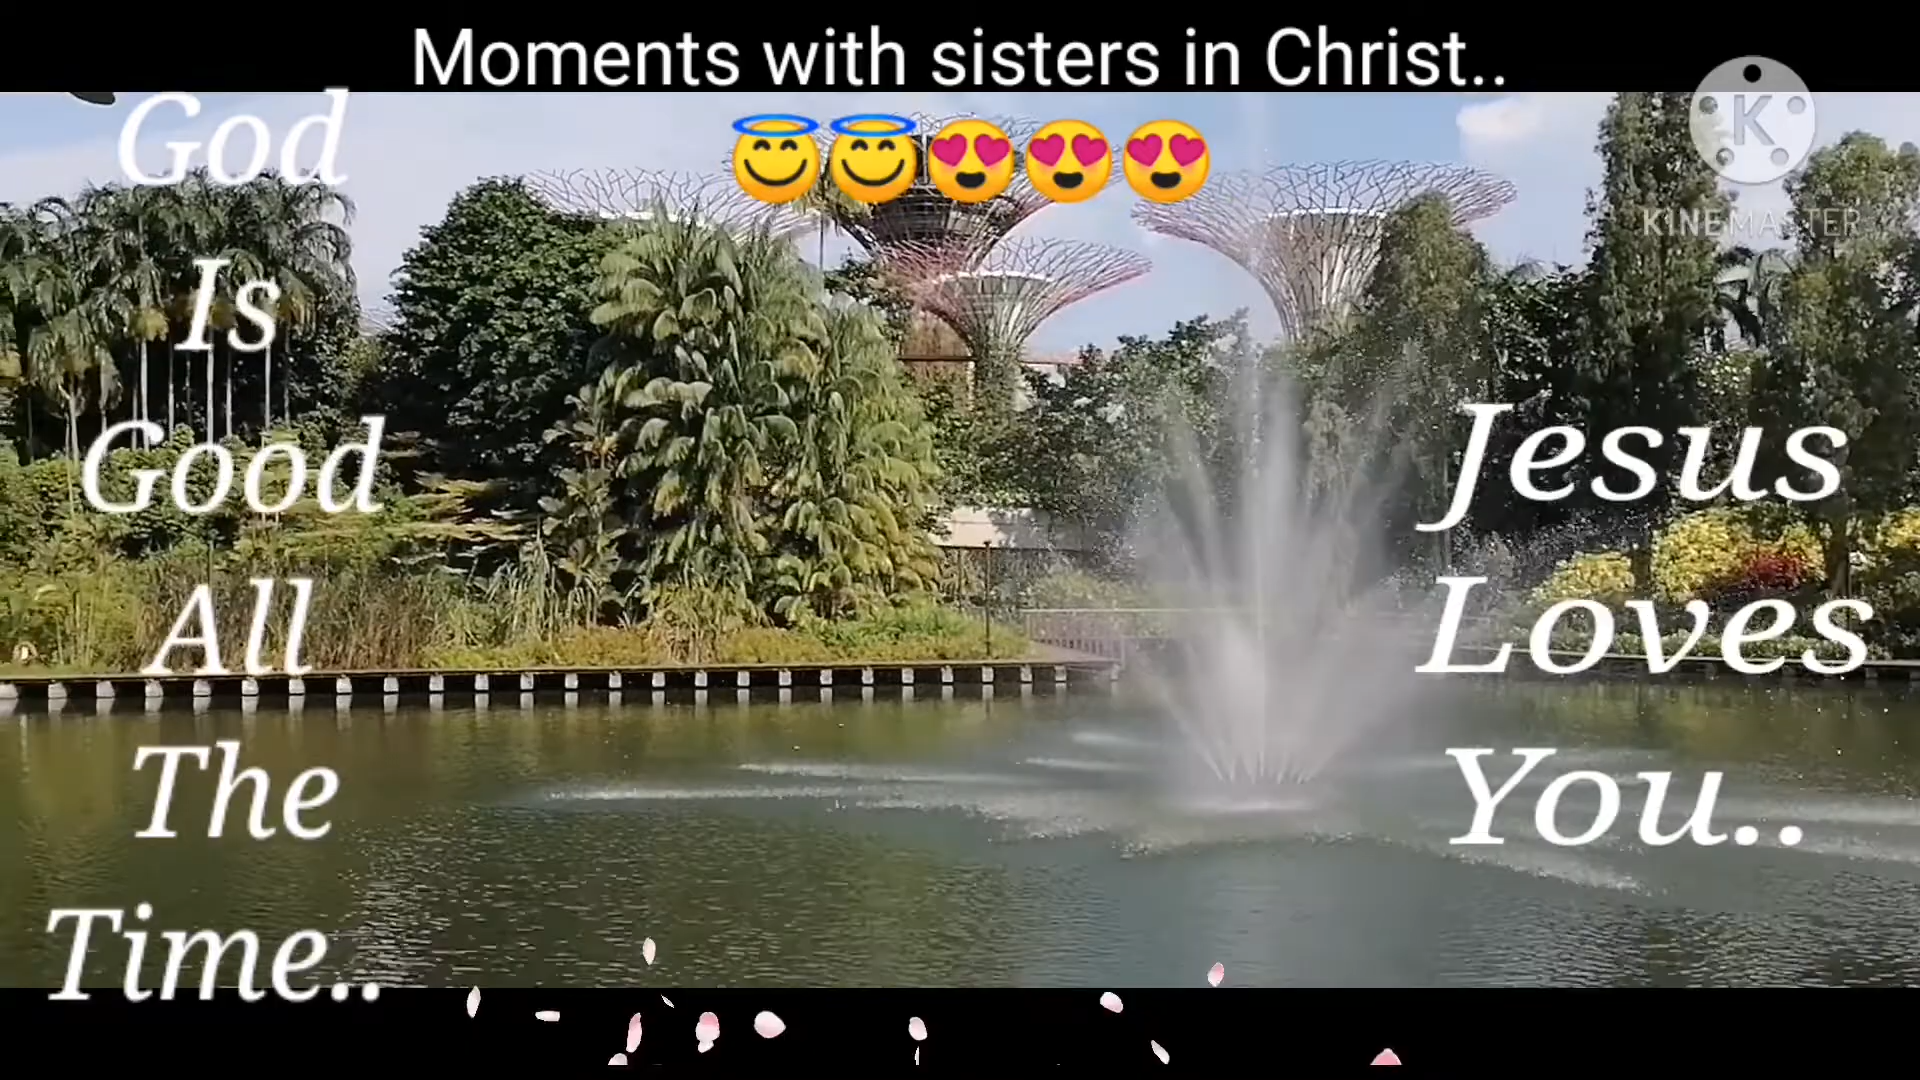 Moments with sisters in Christ..
😇😇😍😍😍
K
KINEMASTER
God
Is
Good
All
The
Time..
Jesus
Loves
You..